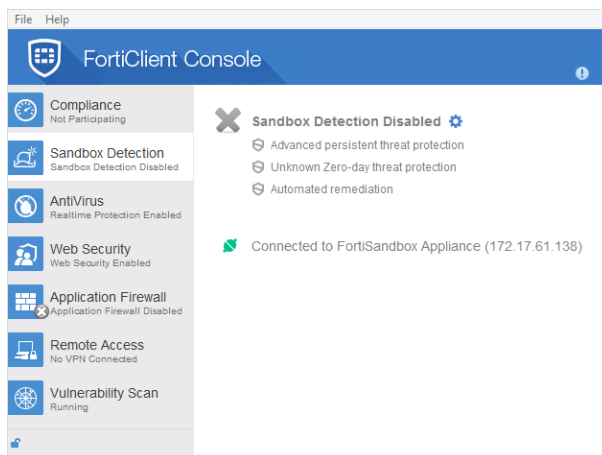 File Help
FortiClient Console
Compliance
Not Participating
Sandbox Detection
Sandbox Detection Disabled
AntiVirus
Realtime Protection Enabled
Web Security
Web Security Enabled
Application Firewall
Application Firewall Disabled
Remote Access
No VPN Connected
Vulnerability Scan
Running
Sandbox Detection Disabled
Advanced persistent threat protection
Unknown Zero-day threat protection
Automated remediation
Connected to FortiSandbox Appliance (172.17.61.138)